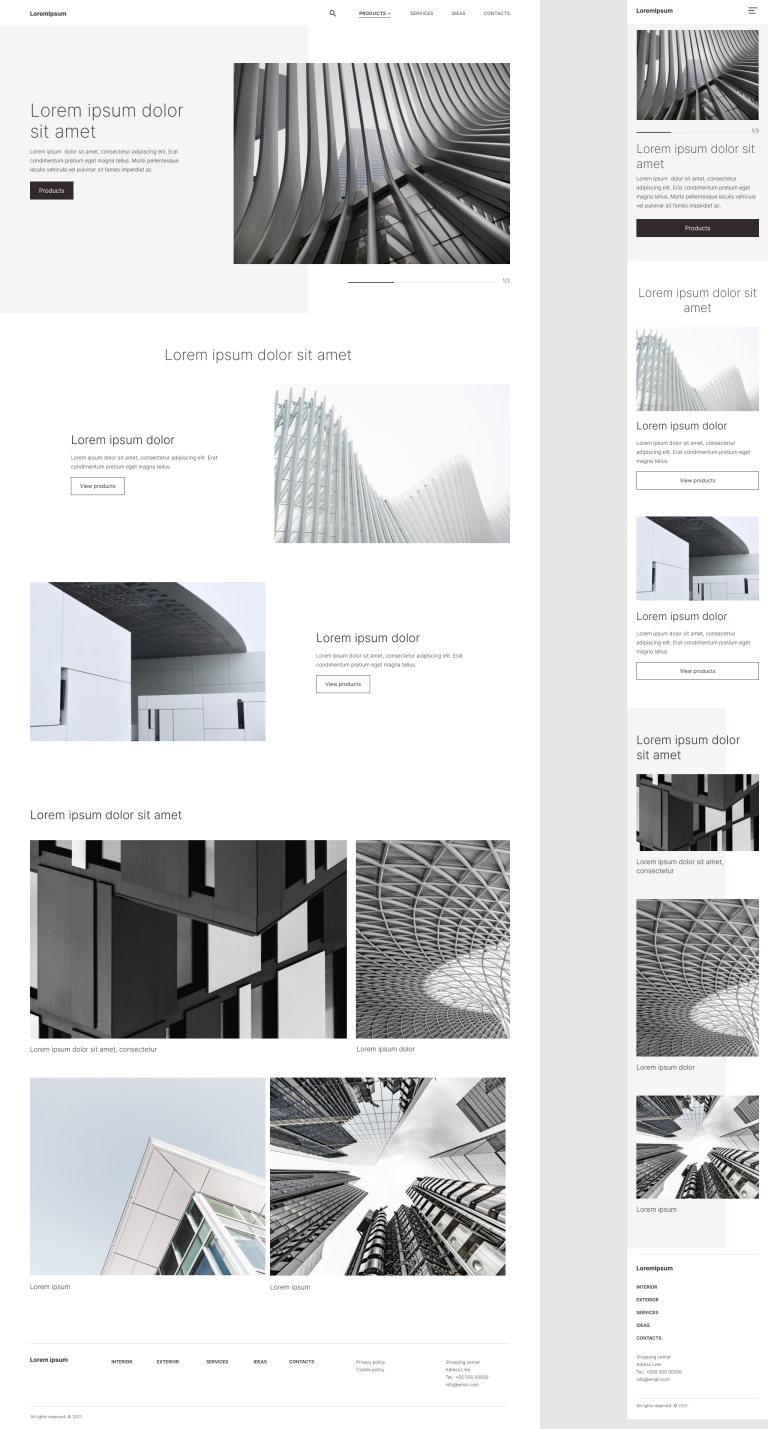 LoremIpsum
PRODUCTS
SERVICES
IDEAS
CONTACTS
Lorem ipsum dolor
sit amet
Lorem ipsum dolor sit amet, consectetur adipiscing elit. Erat
condimentum pretium eget magna tellus. Morbi pellentesque
iaculis vehicula vel pulvinar sit fames imperdiet ac.
Products
1/3
Lorem ipsum dolor sit amet
Lorem ipsum dolor
Lorem ipsum dolor sit amet, consectetur adipiscing elit. Erat
condimentum pretium eget magna tellus.
View products
Lorem ipsum dolor
Lorem ipsum dolor sit amet, consectetur adipiscing elit. Erat
condimentum pretium eget magna tellus.
View products
Lorem ipsum dolor sit amet
Lorem ipsum dolor sit amet, consectetur
Lorem ipsum dolor
Lorem ipsum
Lorem ipsum
Lorem ipsum
INTERIOR
EXTERIOR
SERVICES
IDEAS
CONTACTS
Privacy policy
Cookie policy
Shopping center
Adress Line
Tel.: +00 000 00000
info@email.com
All rights reserved. © 2021.
LoremIpsum
1/3
Lorem ipsum dolor sit
amet
Lorem ipsum dolor sit amet, consectetur
adipiscing elit. Erat condimentum pretium eget
magna tellus. Morbi pellentesque iaculis vehicula
vel pulvinar sit fames imperdiet ac.
Products
Lorem ipsum dolor sit
amet
Lorem ipsum dolor
Lorem ipsum dolor sit amet, consectetur
adipiscing elit. Erat condimentum pretium eget
magna tellus.
View products
Lorem ipsum dolor
Lorem ipsum dolor sit amet, consectetur
adipiscing elit. Erat condimentum pretium eget
magna tellus.
View products
Lorem ipsum dolor
sit amet
Lorem ipsum dolor sit amet,
consectetur
Lorem ipsum dolor
Lorem ipsum
LoremIpsum
INTERIOR
EXTERIOR
SERVICES
IDEAS
CONTACTS
Shopping center
Adress Line
Tel.: +000 000 00000
info@email.com
All rights reserved. © 2021.